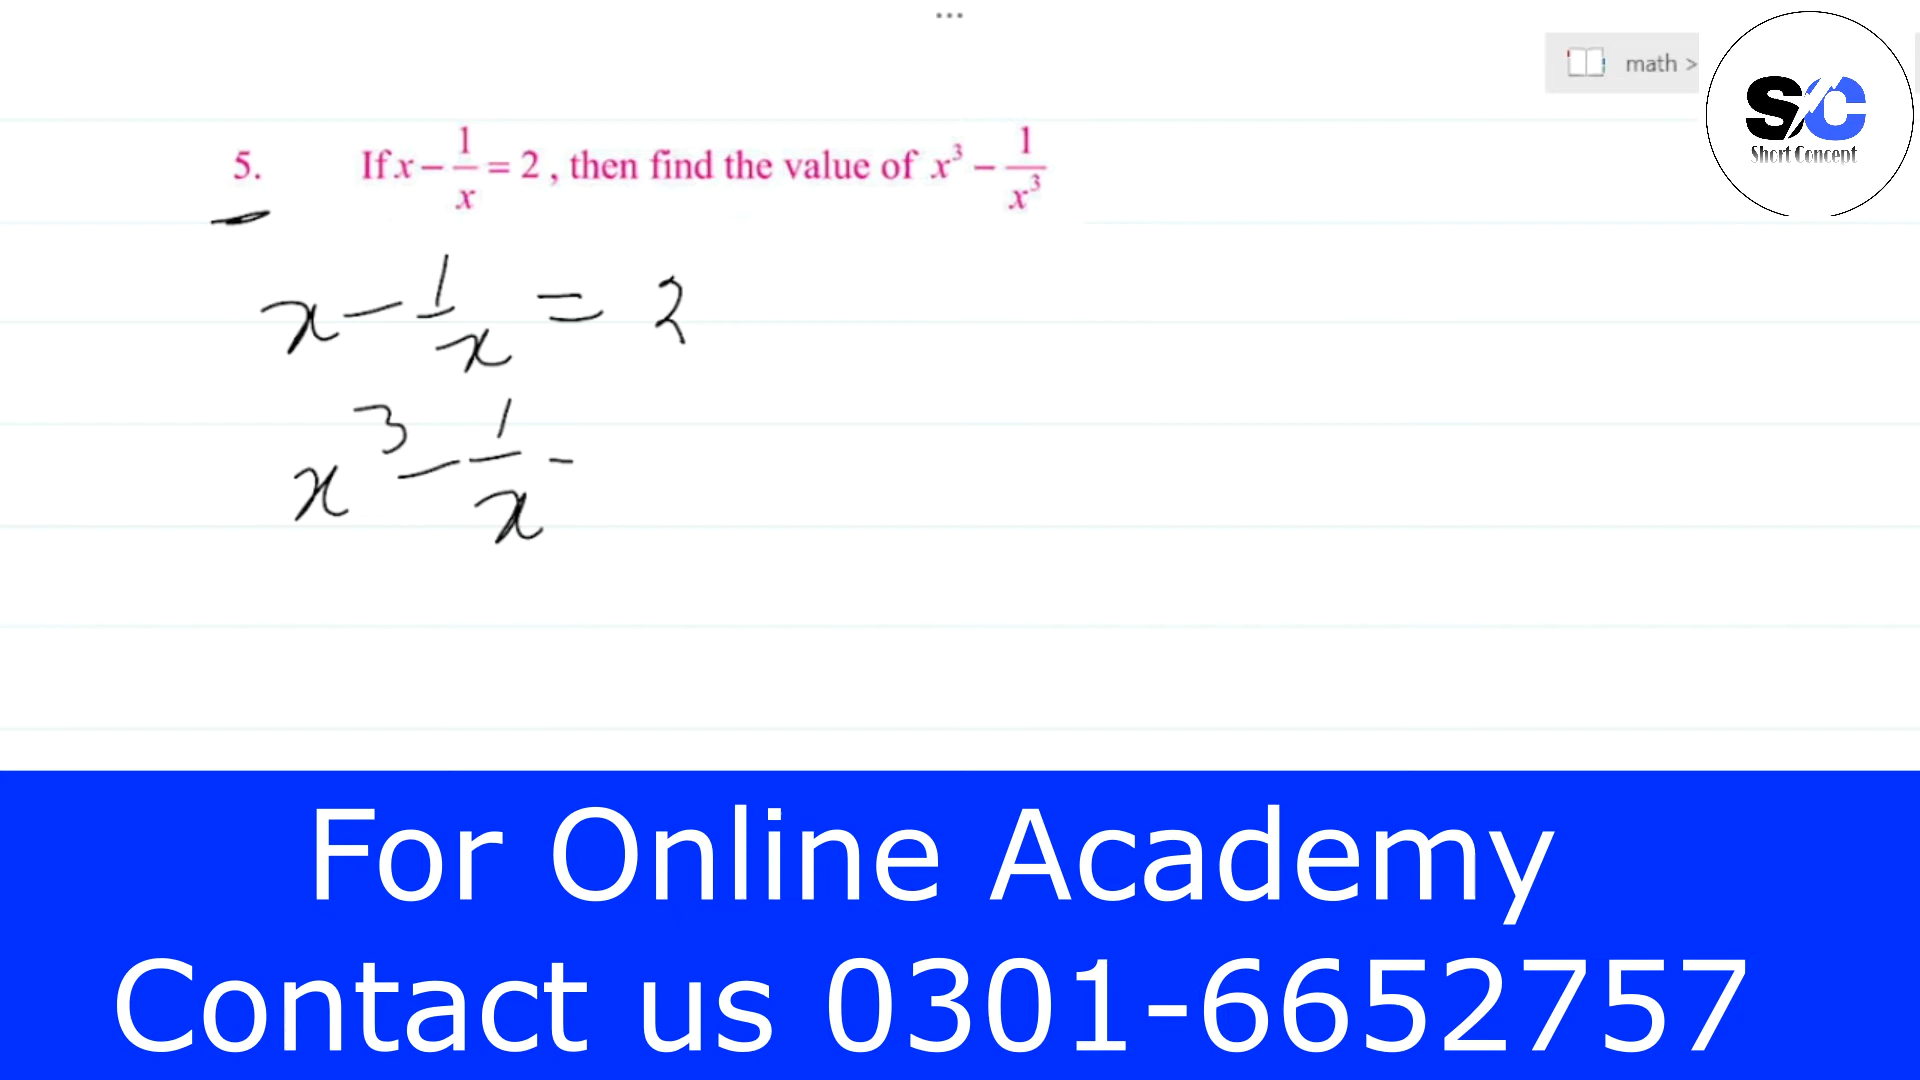 ...
math >
SC
Short Concept
5. If x − 1/x = 2 , then find the value of x³ − 1/x³
x − 1/x = 2
x³ − 1/x -
For Online Academy
Contact us 0301-6652757